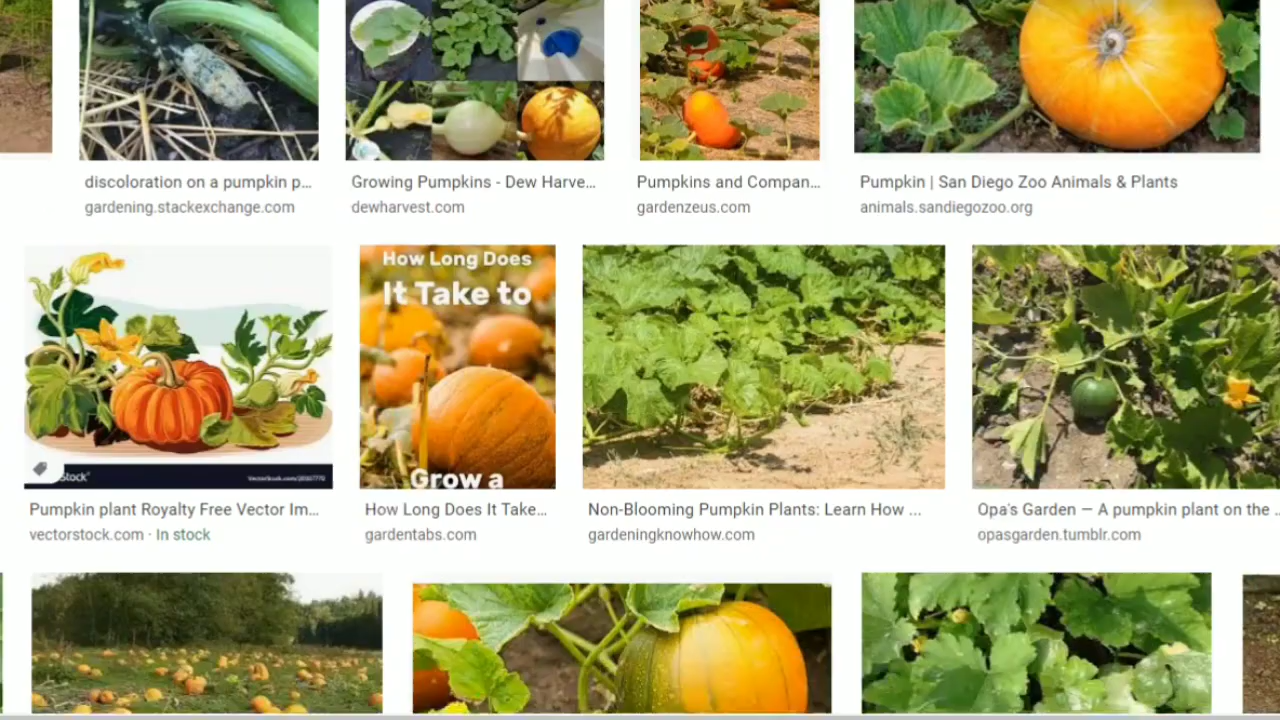 discoloration on a pumpkin p...
gardening.stackexchange.com
Growing Pumpkins - Dew Harve...
dewharvest.com
Pumpkins and Compan...
gardenzeus.com
Pumpkin | San Diego Zoo Animals & Plants
animals.sandiegozoo.org
Stock®
Pumpkin plant Royalty Free Vector Im...
vectorstock.com · In stock
How Long Does
It Take to
Grow a
How Long Does It Take...
gardentabs.com
Non-Blooming Pumpkin Plants: Learn How ...
gardeningknowhow.com
Opa's Garden — A pumpkin plant on the ...
opasgarden.tumblr.com